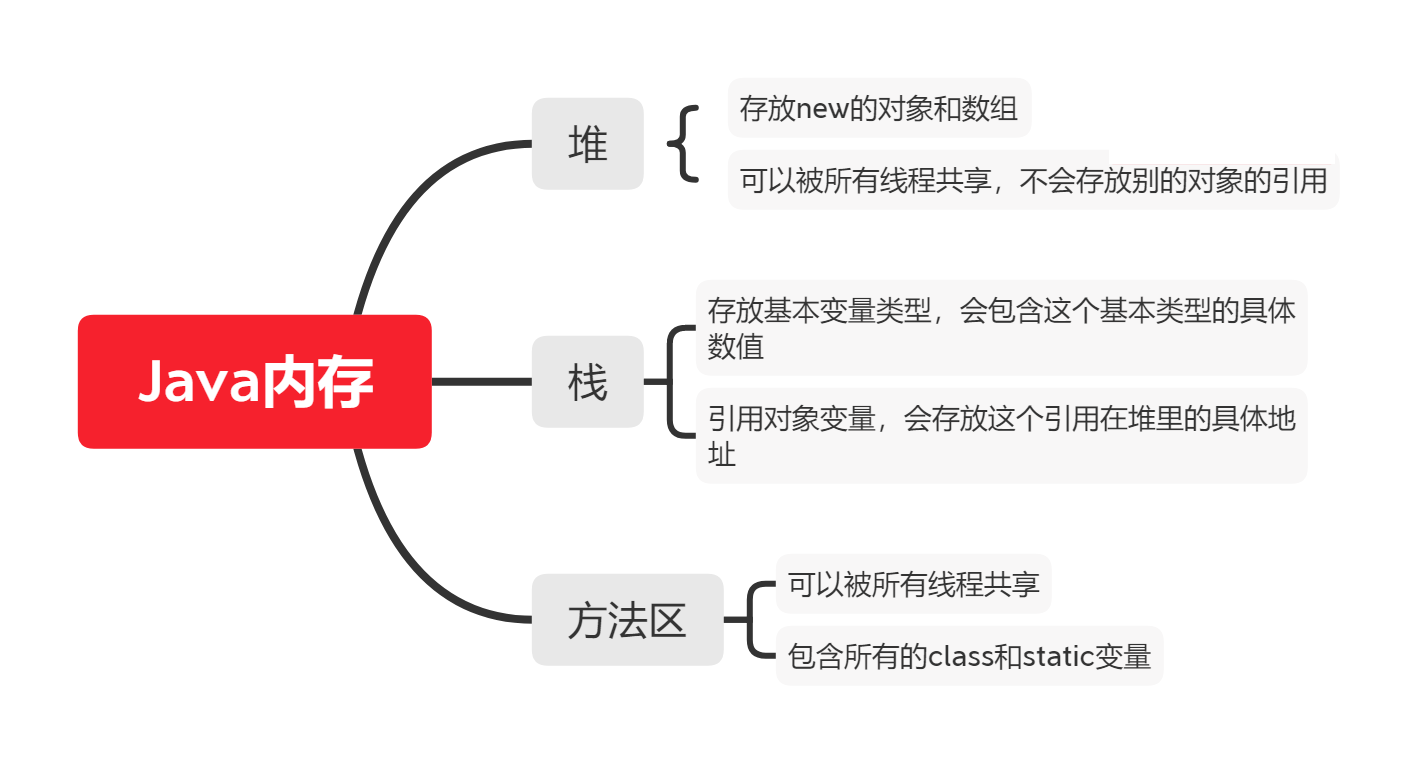 堆
存放new的对象和数组
可以被所有线程共享，不会存放别的对象的引用
Java内存
栈
存放基本变量类型，会包含这个基本类型的具体
数值
引用对象变量，会存放这个引用在堆里的具体地
址
方法区
可以被所有线程共享
包含所有的class和static变量